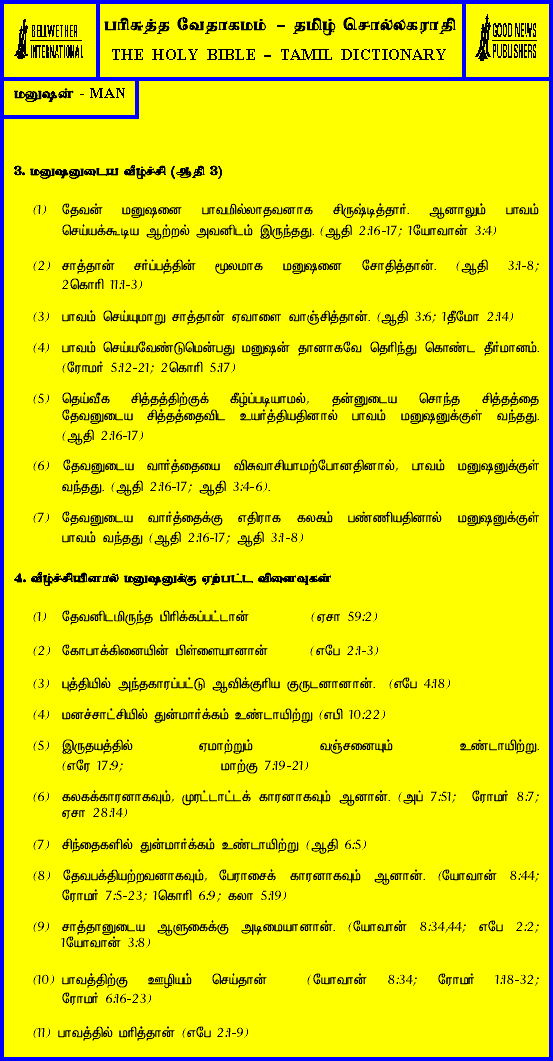 BELLWETHER
INTERNATIONAL
பரிசுத்த வேதாகமம் – தமிழ் சொல்லகராதி
THE HOLY BIBLE – TAMIL DICTIONARY
GOOD NEWS
PUBLISHERS
மனுஷன் - MAN
3. மனுஷனுடைய வீழ்ச்சி (ஆதி 3)
(1) தேவன் மனுஷனை பாவமில்லாதவனாக சிருஷ்டித்தார். ஆனாலும் பாவம்
செய்யக்கூடிய ஆற்றல் அவனிடம் இருந்தது. (ஆதி 2:16-17; 1யோவான் 3:4)
(2) சாத்தான் சர்ப்பத்தின் மூலமாக மனுஷனை சோதித்தான். (ஆதி 3:1-8;
2கொரி 11:1-3)
(3) பாவம் செய்யுமாறு சாத்தான் ஏவாளை வாஞ்சித்தான். (ஆதி 3:6; 1தீமோ 2:14)
(4) பாவம் செய்யவேண்டுமென்பது மனுஷன் தானாகவே தெரிந்து கொண்ட தீர்மானம்.
(ரோமர் 5:12-21; 2கொரி 5:17)
(5) தெய்வீக சித்தத்திற்குக் கீழ்ப்படியாமல், தன்னுடைய சொந்த சித்தத்தை
தேவனுடைய சித்தத்தைவிட உயர்த்தியதினால் பாவம் மனுஷனுக்குள் வந்தது.
(ஆதி 2:16-17)
(6) தேவனுடைய வார்த்தையை விசுவாசியாமற்போனதினால், பாவம் மனுஷனுக்குள்
வந்தது. (ஆதி 2:16-17; ஆதி 3:4-6).
(7) தேவனுடைய வார்த்தைக்கு எதிராக கலகம் பண்ணியதினால் மனுஷனுக்குள்
பாவம் வந்தது (ஆதி 2:16-17; ஆதி 3:1-8)
4. வீழ்ச்சியினால் மனுஷனுக்கு ஏற்பட்ட விளைவுகள்
(1) தேவனிடமிருந்த பிரிக்கப்பட்டான் (ஏசா 59:2)
(2) கோபாக்கினையின் பிள்ளையானான் (எபே 2:1-3)
(3) புத்தியில் அந்தகாரப்பட்டு ஆவிக்குரிய குருடனானான். (எபே 4:18)
(4) மனச்சாட்சியில் துன்மார்க்கம் உண்டாயிற்று (எபி 10:22)
(5) இருதயத்தில் ஏமாற்றும் வஞ்சனையும் உண்டாயிற்று.
(எரே 17:9; மாற்கு 7:19-21)
(6) கலகக்காரனாகவும், முரட்டாட்டக் காரனாகவும் ஆனான். (அப் 7:51; ரோமர் 8:7;
ஏசா 28:14)
(7) சிந்தைகளில் துன்மார்க்கம் உண்டாயிற்று (ஆதி 6:5)
(8) தேவபக்தியற்றவனாகவும், பேராசைக் காரனாகவும் ஆனான். (யோவான் 8:44;
ரோமர் 7:5-23; 1கொரி 6:9; கலா 5:19)
(9) சாத்தானுடைய ஆளுகைக்கு அடிமையானான். (யோவான் 8:34,44; எபே 2:2;
1யோவான் 3:8)
(10) பாவத்திற்கு ஊழியம் செய்தான் (யோவான் 8:34; ரோமர் 1:18-32;
ரோமர் 6:16-23)
(11) பாவத்தில் மரித்தான் (எபே 2:1-9)